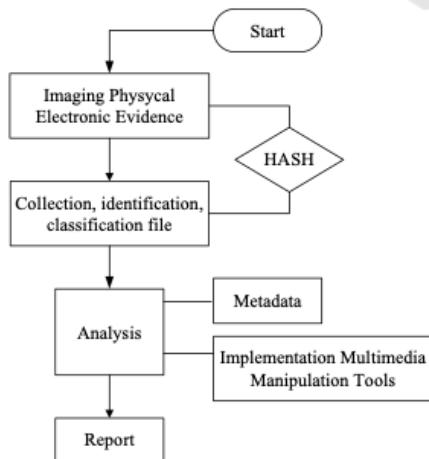 Start
Imaging Physycal
Electronic Evidence
HASH
Collection, identification,
classification file
Analysis
Metadata
Implementation Multimedia
Manipulation Tools
Report